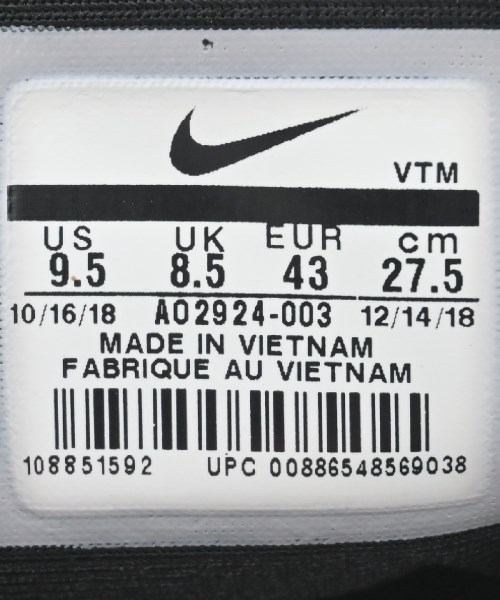 VTM
US UK EUR cm
9.5 8.5 43 27.5
10/16/18 AO2924-003 12/14/18
MADE IN VIETNAM
FABRIQUE AU VIETNAM
108851592 UPC 00886548569038